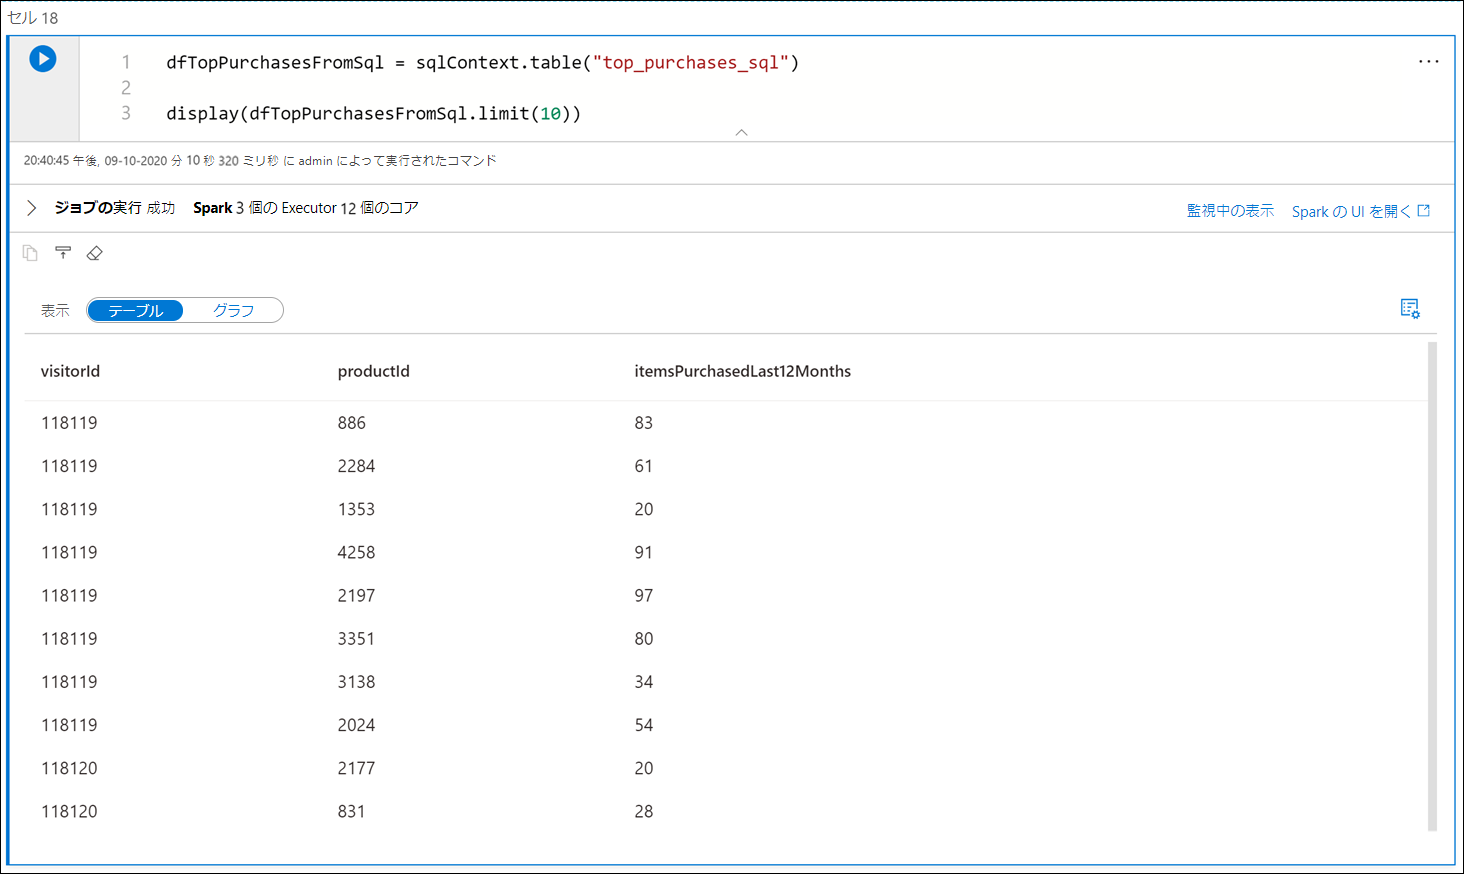 セル 18
1 dfTopPurchasesFromSql = sqlContext.table("top_purchases_sql")
2
3 display(dfTopPurchasesFromSql.limit(10))
20:40:45 午後, 09-10-2020 分 10 秒 320 ミリ秒 に admin によって実行されたコマンド
ジョブの実行 成功 Spark 3 個の Executor 12 個のコア 監視中の表示 Spark の UI を開く
表示 テーブル グラフ
visitorId productId itemsPurchasedLast12Months
118119 886 83
118119 2284 61
118119 1353 20
118119 4258 91
118119 2197 97
118119 3351 80
118119 3138 34
118119 2024 54
118120 2177 20
118120 831 28